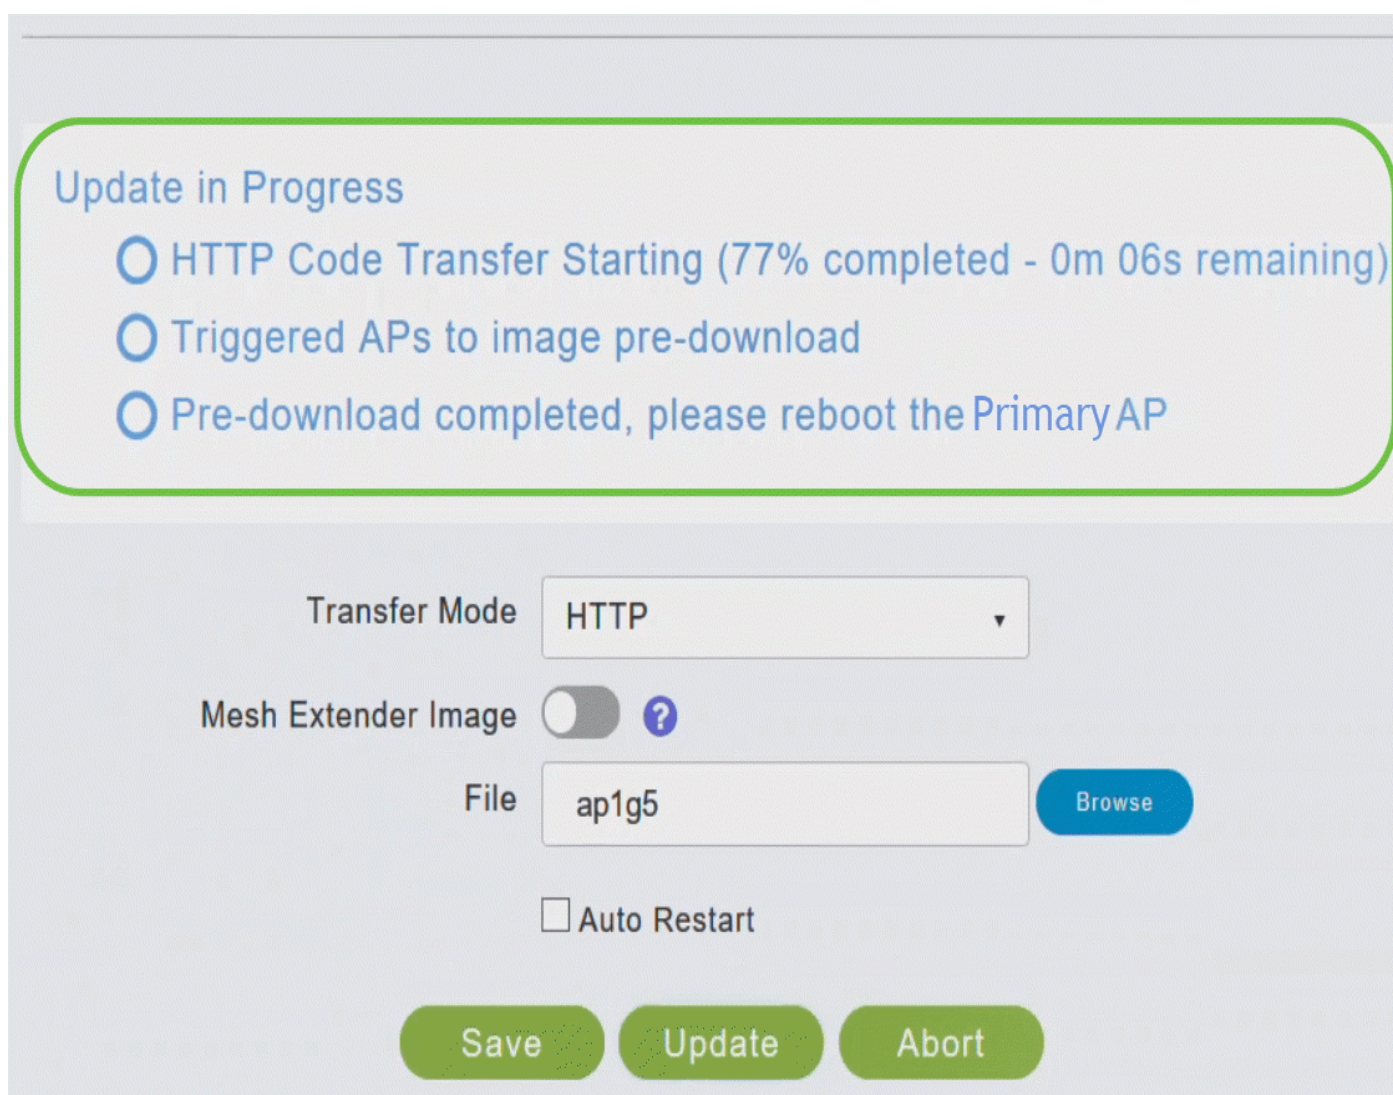 Update in Progress
HTTP Code Transfer Starting (77% completed - 0m 06s remaining)
Triggered APs to image pre-download
Pre-download completed, please reboot the Primary AP
Transfer Mode HTTP
Mesh Extender Image ?
File ap1g5 Browse
Auto Restart
Save Update Abort